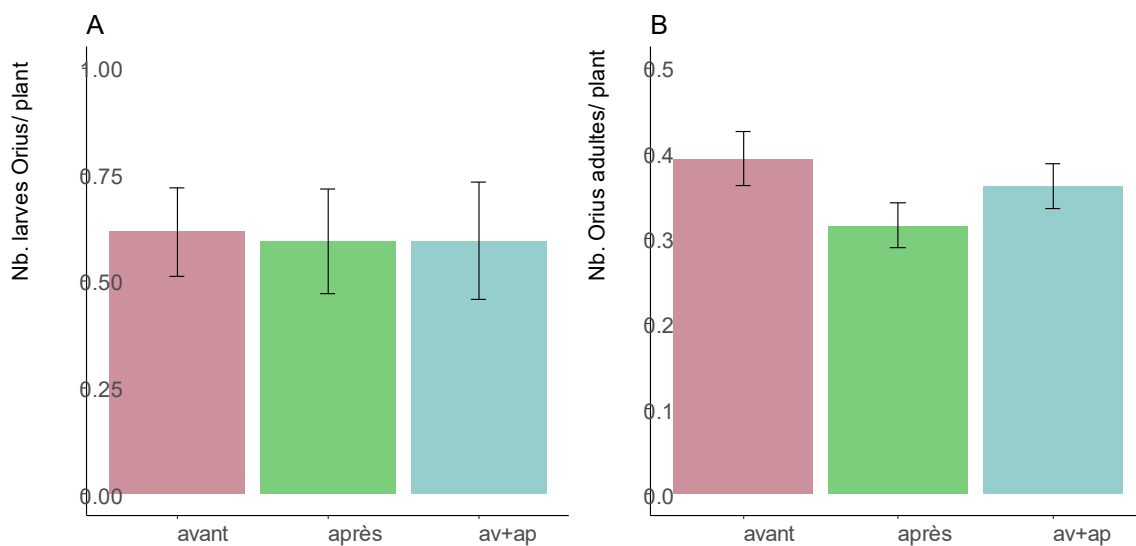 A
Nb. larves Orius/ plant
1.00
0.75
0.50
0.25
0.00
avant après av+ap
B
Nb. Orius adultes/ plant
0.5
0.4
0.3
0.2
0.1
0.0
avant après av+ap